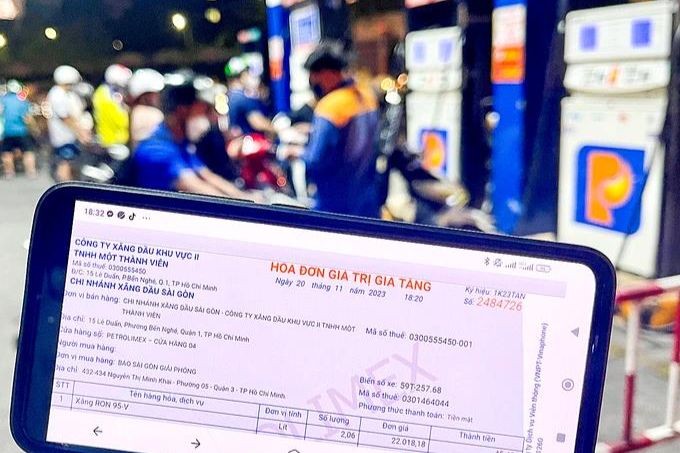 18:32
CÔNG TY XĂNG DẦU KHU VỰC II
TNHH MỘT THÀNH VIÊN
Mã số thuế: 0300555450
Đ/C: 15 Lê Duẩn, P.Bến Nghé, Q.1, TP Hồ Chí Minh
CHI NHÁNH XĂNG DẦU SÀI GÒN
HÓA ĐƠN GIÁ TRỊ GIA TĂNG
Ngày 20 tháng 11 năm 2023 18:20
Ký hiệu: 1K23TAN
Số: 2484726
Đơn vị bán hàng: CHI NHÁNH XĂNG DẦU SÀI GÒN - CÔNG TY XĂNG DẦU KHU VỰC II TNHH MỘT
THÀNH VIÊN
Mã số thuế: 0300555450-001
Địa chỉ: 15 Lê Duẩn, Phường Bến Nghé, Quận 1, TP Hồ Chí Minh
Cửa hàng số: PETROLIMEX – CỬA HÀNG 04
Người mua hàng:
Đơn vị mua hàng: BÁO SÀI GÒN GIẢI PHÓNG
Địa chỉ: 432-434 Nguyễn Thị Minh Khai - Phường 05 - Quận 3 - TP Hồ Chí Minh
Biển số xe: 59T-257.68
Mã số thuế: 0301464044
Phương thức thanh toán: Tiền mặt
STT Tên hàng hóa, dịch vụ Đơn vị tính Số lượng Đơn giá Thành tiền
1 Xăng RON 95-V Lít 2,06 22.018,18
OLIMEX
Ty Dịch vụ Viễn thông (VNPT-Vinaphone)
P